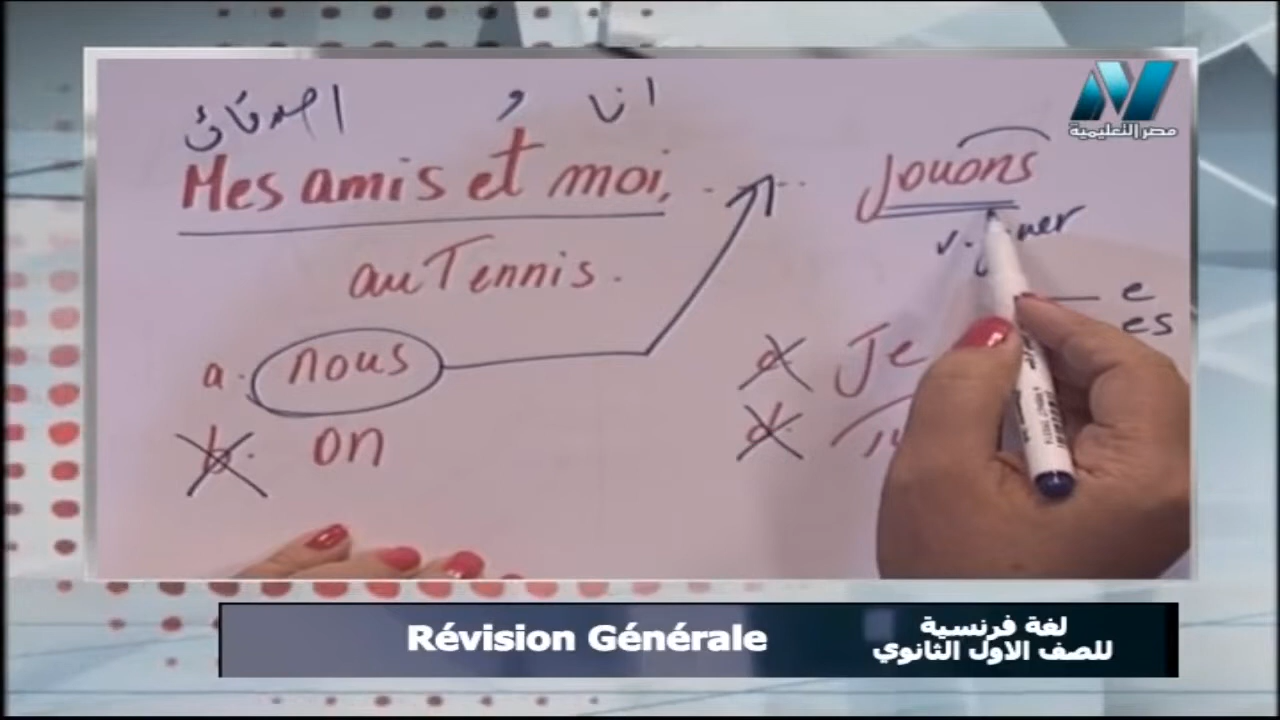 اصدقائى و انا
Mes amis et moi, ..... jouons
v. jouer
au Tennis.
e
es
a. nous
Je
b. on
مصر التعليمية
Révision Générale
لغة فرنسية
للصف الاول الثانوي